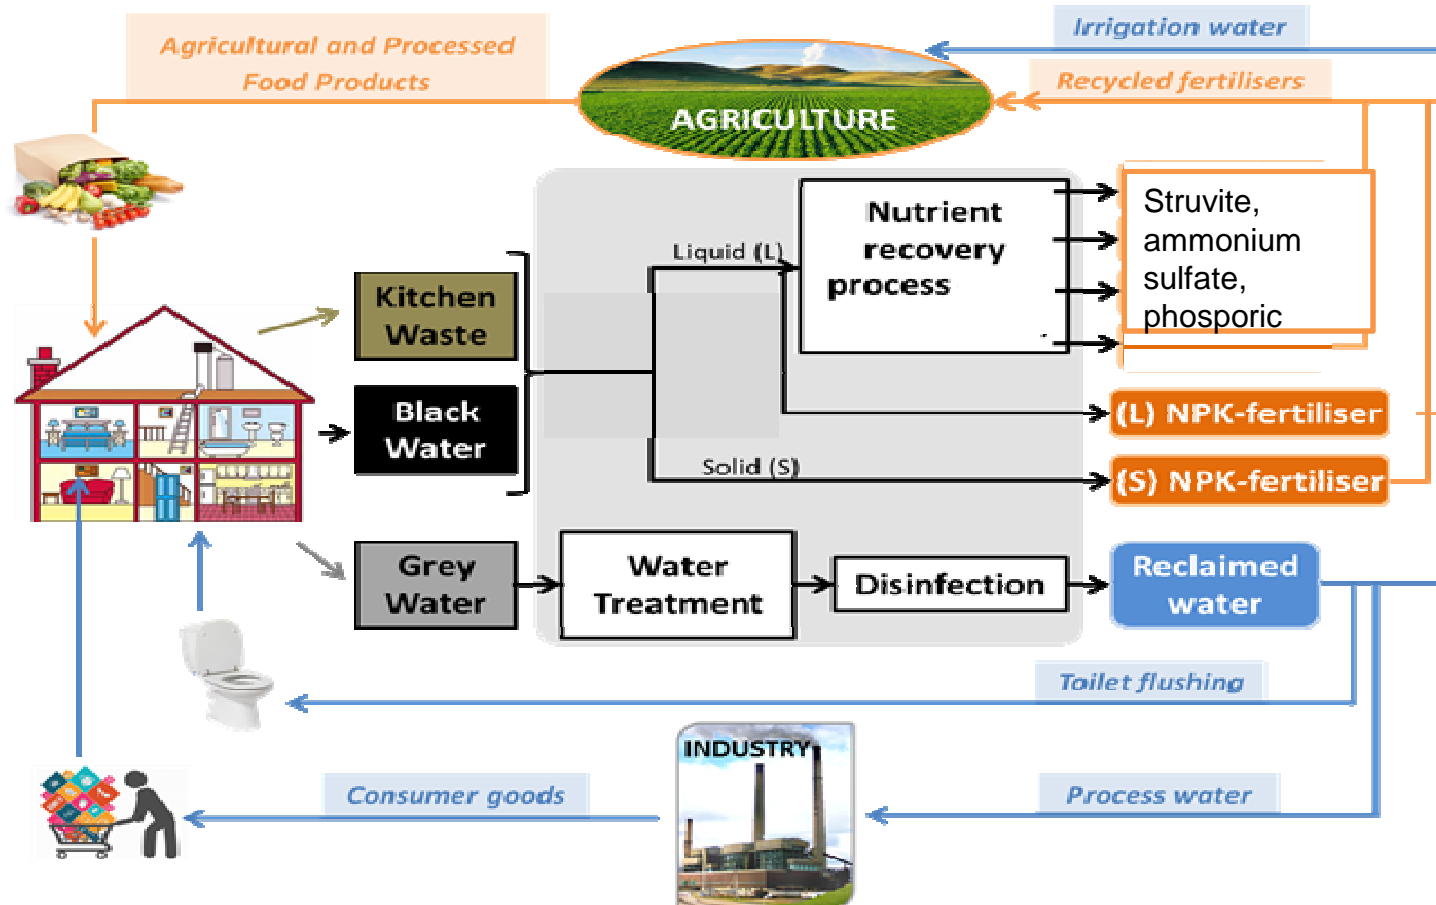 Irrigation water
Agricultural and Processed
Food Products
Recycled fertilisers
AGRICULTURE
Nutrient
recovery
process
Struvite,
ammonium
sulfate,
phosporic
Liquid (L)
Kitchen
Waste
Black
Water
(L) NPK-fertiliser
Solid (S)
(S) NPK-fertiliser
Grey
Water
Water
Treatment
Disinfection
Reclaimed
water
Toilet flushing
INDUSTRY
Consumer goods
Process water